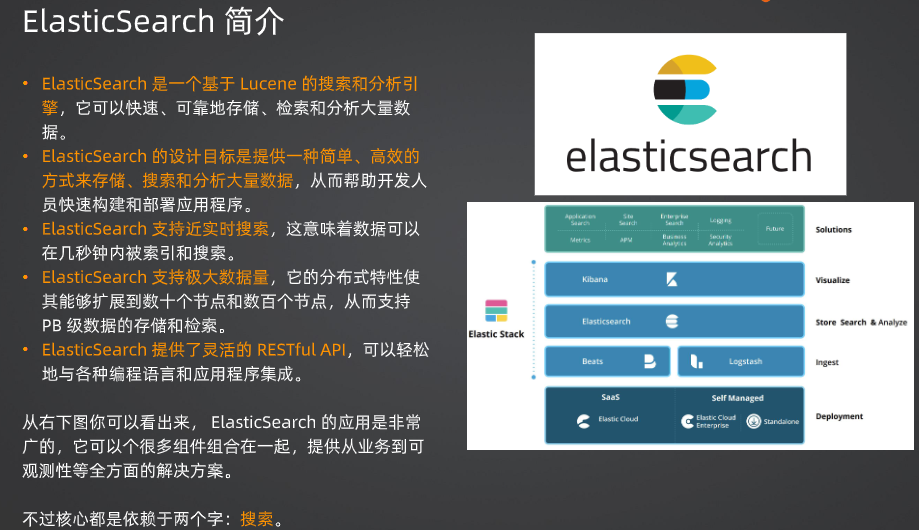 ElasticSearch 简介
• ElasticSearch 是一个基于 Lucene 的搜索和分析引
擎，它可以快速、可靠地存储、检索和分析大量数
据。
• ElasticSearch 的设计目标是提供一种简单、高效的
方式来存储、搜索和分析大量数据，从而帮助开发人
员快速构建和部署应用程序。
• ElasticSearch 支持近实时搜索，这意味着数据可以
在几秒钟内被索引和搜索。
• ElasticSearch 支持极大数据量，它的分布式特性使
其能够扩展到数十个节点和数百个节点，从而支持
PB 级数据的存储和检索。
• ElasticSearch 提供了灵活的 RESTful API，可以轻松
地与各种编程语言和应用程序集成。
从右下图你可以看出来， ElasticSearch 的应用是非常
广的，它可以个很多组件组合在一起，提供从业务到可
观测性等全方面的解决方案。
不过核心都是依赖于两个字：搜索。
elasticsearch
Application Search
Site Search
Enterprise Search
Logging
Metrics
APM
Business Analytics
Security Analytics
Future
Solutions
Kibana
Visualize
Elastic Stack
Elasticsearch
Store Search & Analyze
Beats
Logstash
Ingest
SaaS
Self Managed
Elastic Cloud
Elastic Cloud Enterprise
Standalone
Deployment